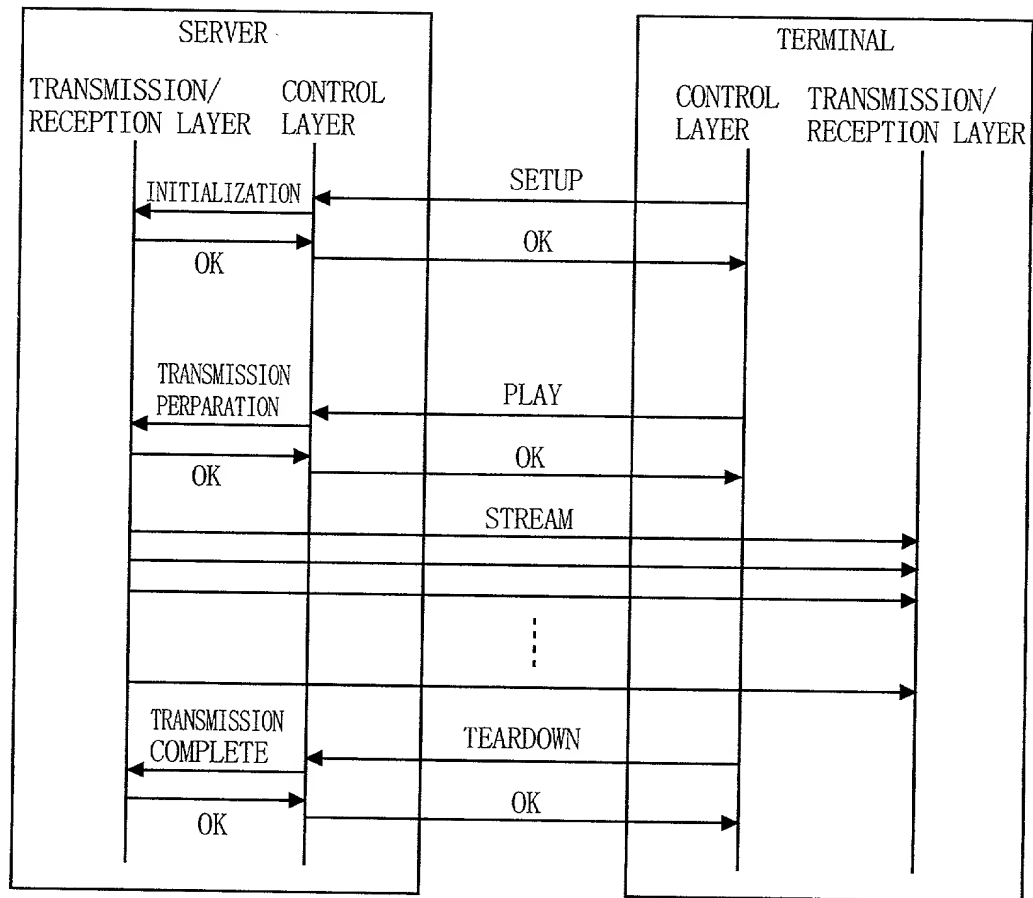 SERVER
TERMINAL
TRANSMISSION/
RECEPTION LAYER
CONTROL
LAYER
CONTROL
LAYER
TRANSMISSION/
RECEPTION LAYER
INITIALIZATION
SETUP
OK
OK
TRANSMISSION
PERPARATION
PLAY
OK
OK
STREAM
TRANSMISSION
COMPLETE
TEARDOWN
OK
OK